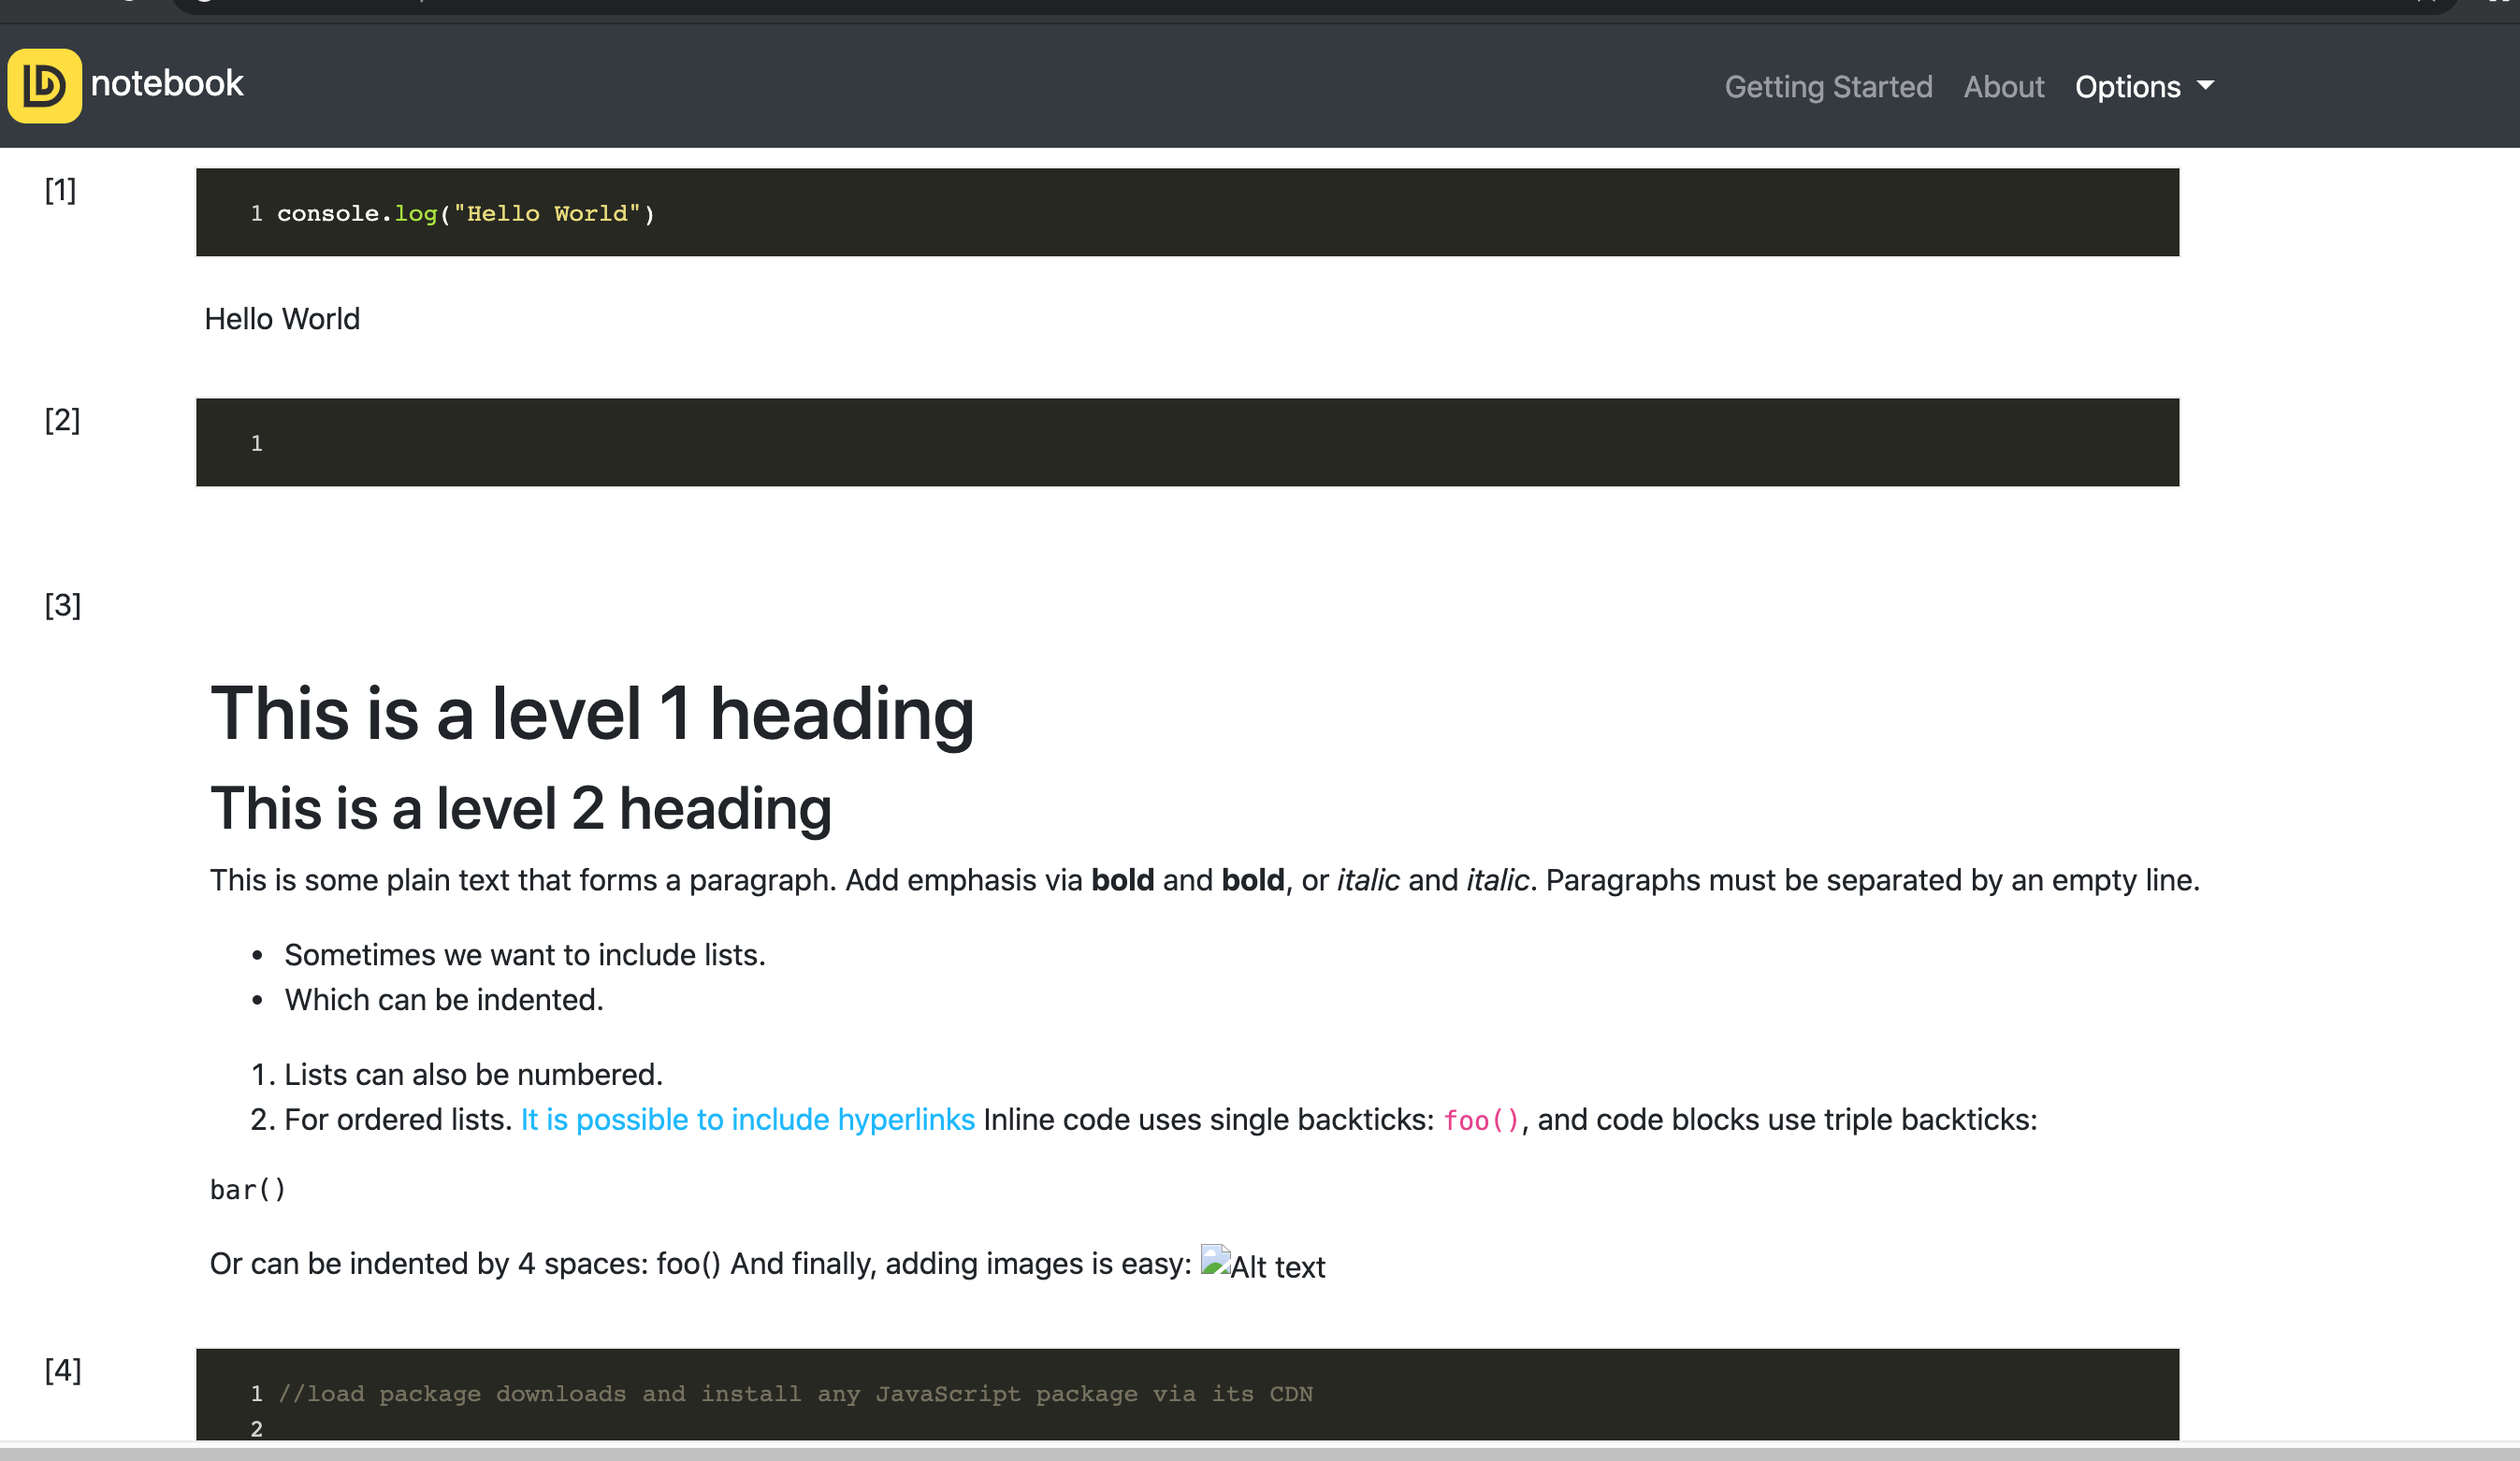 notebook
Getting Started About Options
[1]
1 console.log("Hello World")
Hello World
[2]
1
[3]
This is a level 1 heading
This is a level 2 heading
This is some plain text that forms a paragraph. Add emphasis via bold and bold, or italic and italic. Paragraphs must be separated by an empty line.
• Sometimes we want to include lists.
• Which can be indented.
1. Lists can also be numbered.
2. For ordered lists. It is possible to include hyperlinks Inline code uses single backticks: foo(), and code blocks use triple backticks:
bar()
Or can be indented by 4 spaces: foo() And finally, adding images is easy: Alt text
[4]
1 //load package downloads and install any JavaScript package via its CDN
2